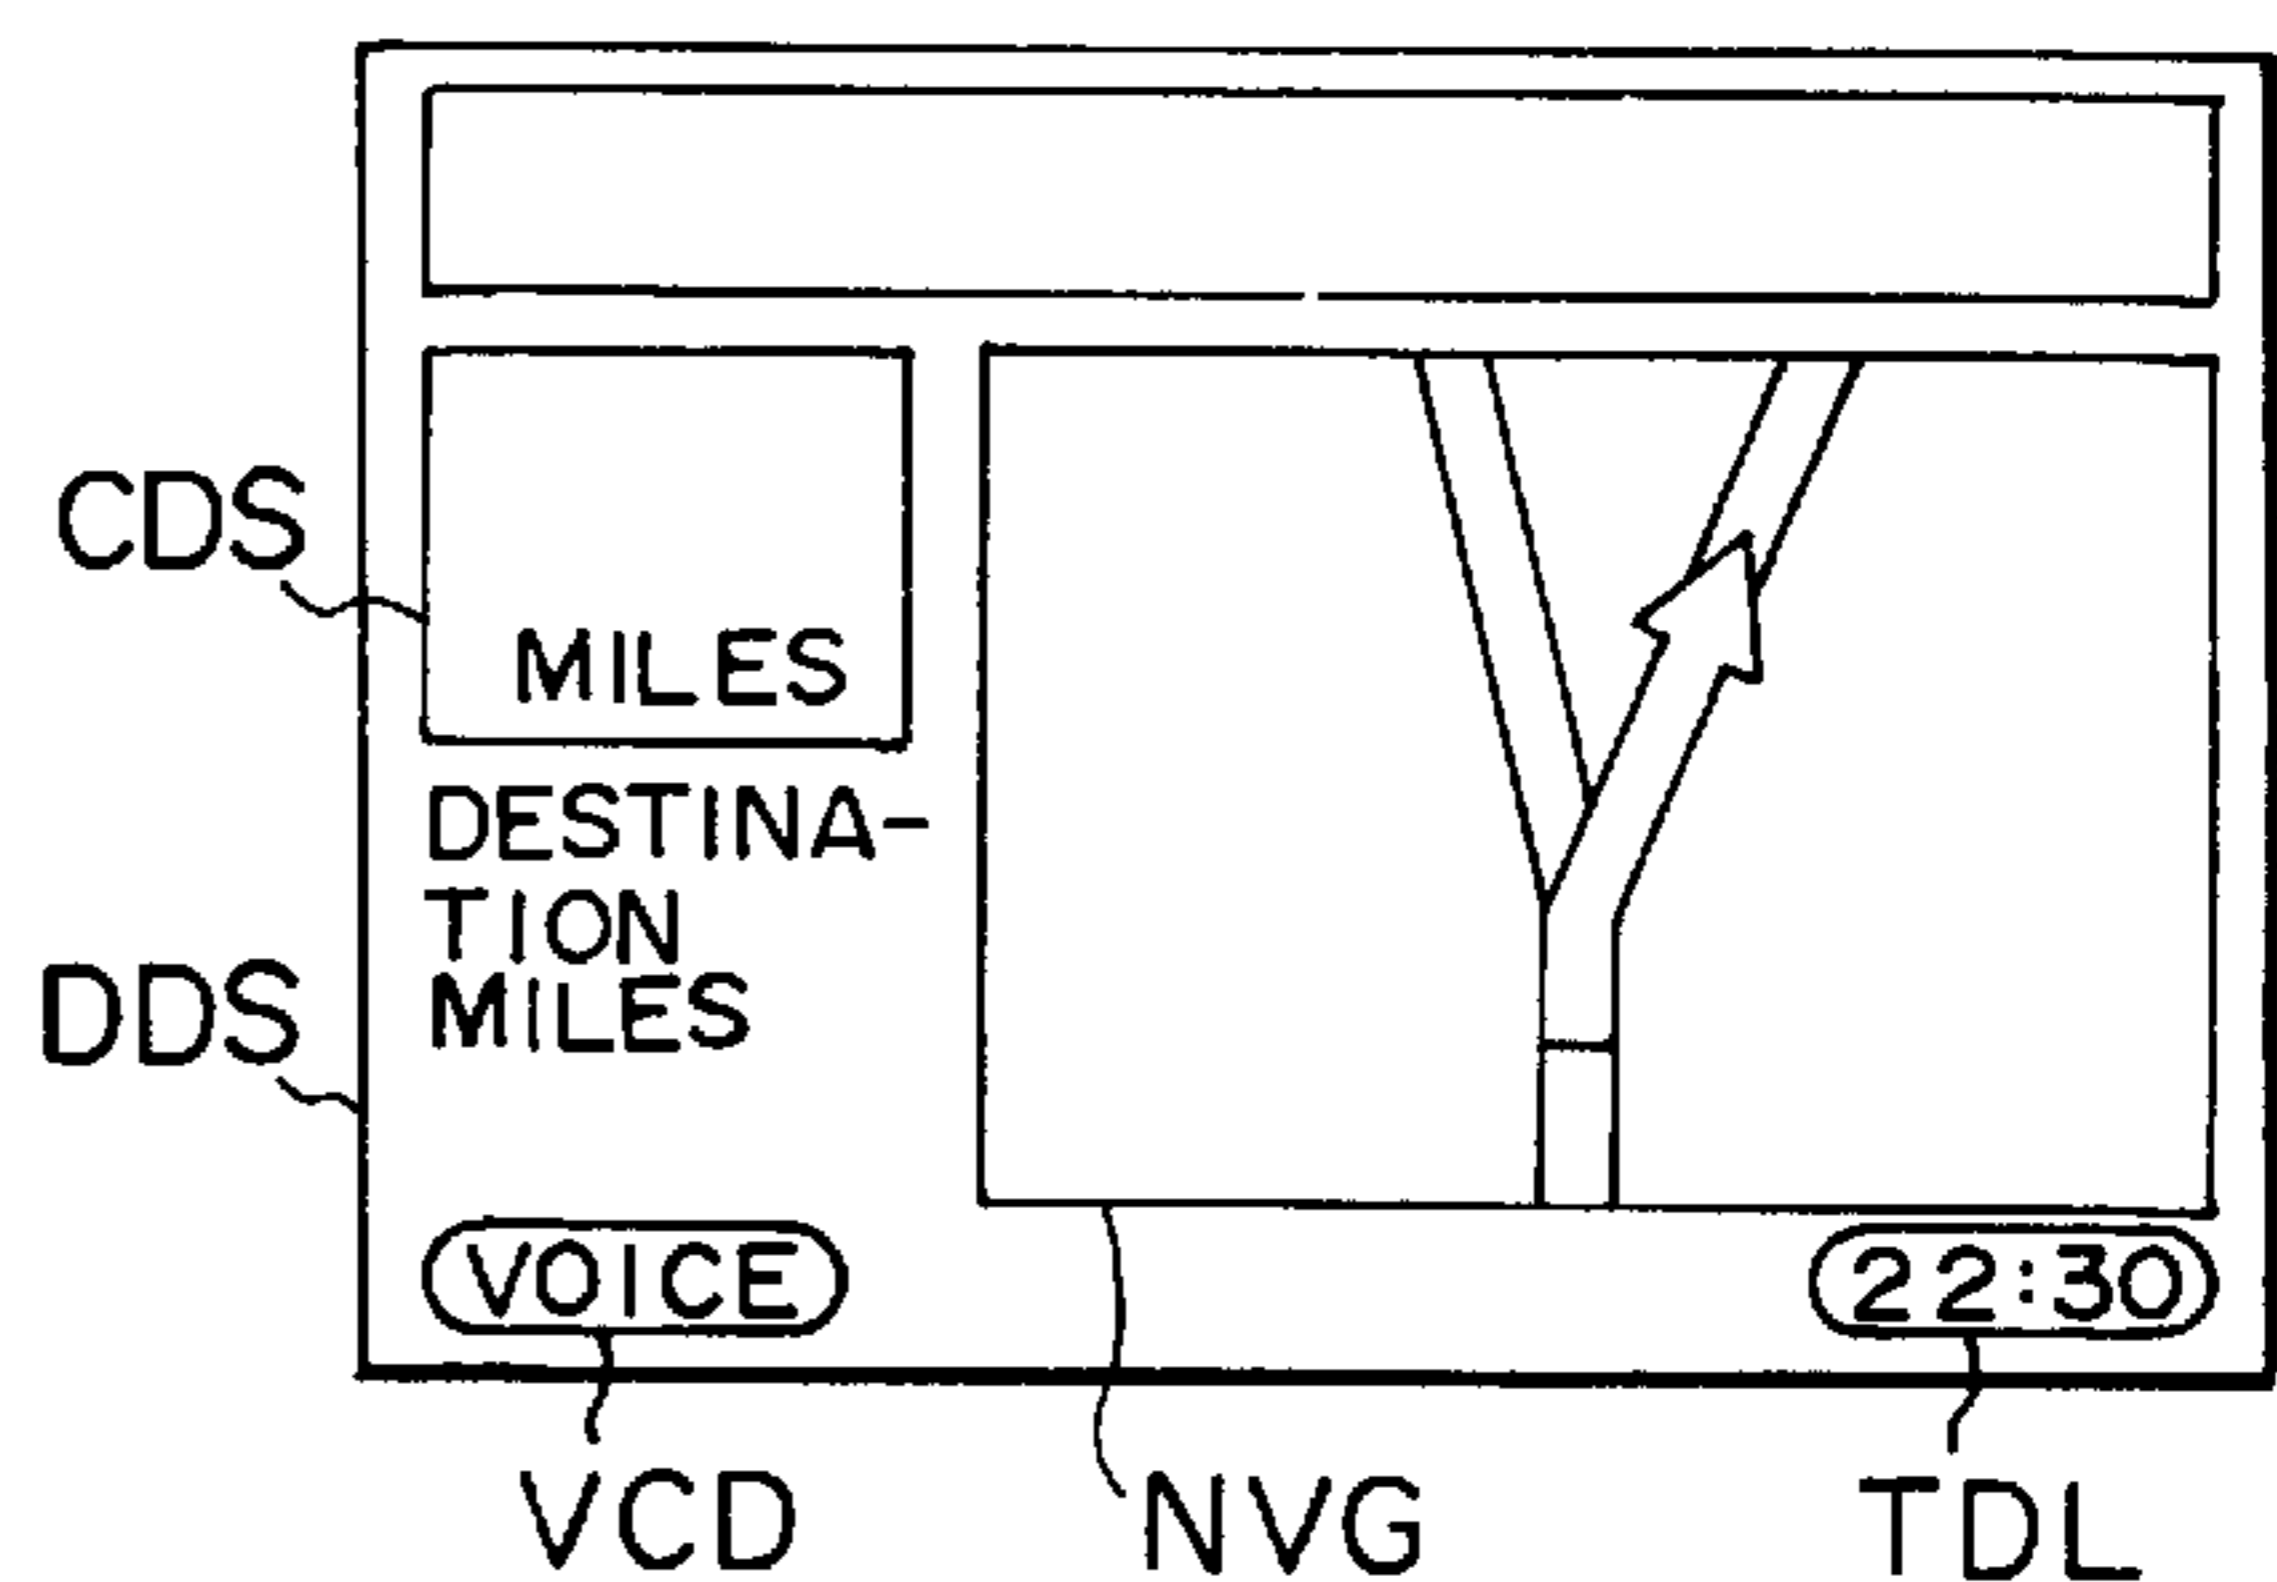 CDS
MILES
DESTINA-
TION
MILES
DDS
VOICE
22:30
VCD
NVG
TDL